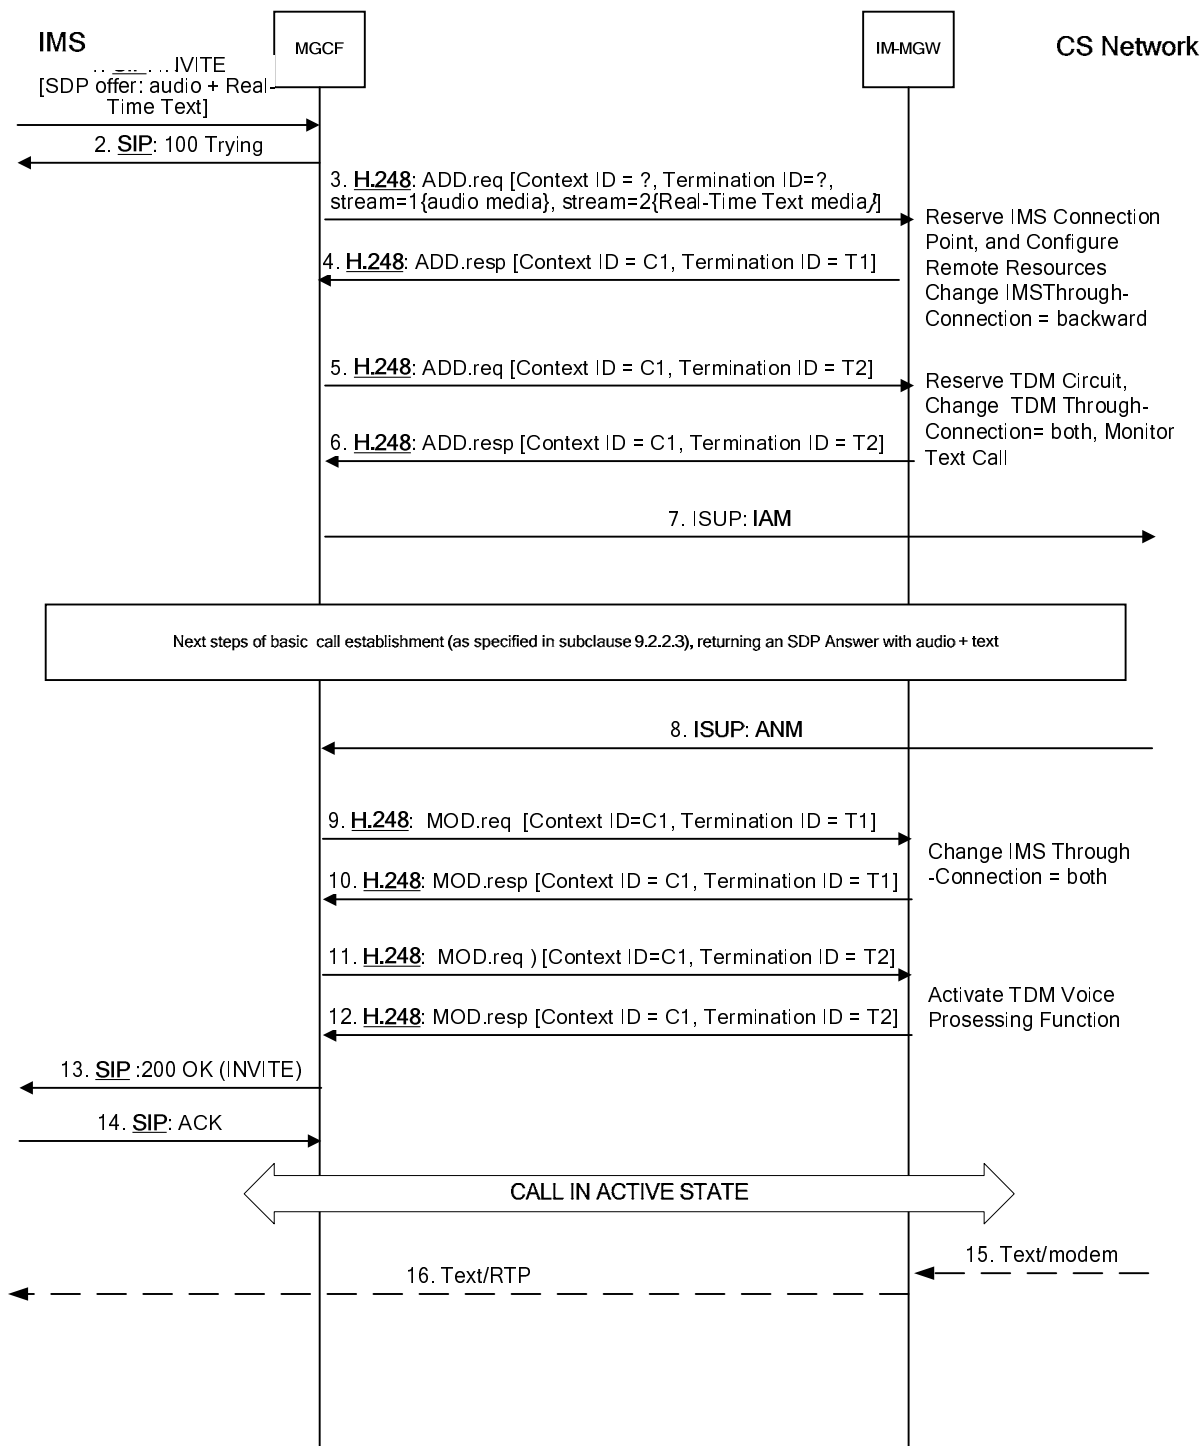 IMS
MGCF
IM-MGW
CS Network
INVITE
[SDP offer: audio + Real-
Time Text]
2. SIP: 100 Trying
3. H.248: ADD.req [Context ID = ?, Termination ID=?,
stream=1{audio media}, stream=2{Real-Time Text media}]
Reserve IMS Connection
Point, and Configure
Remote Resources
Change IMSThrough-
Connection = backward
4. H.248: ADD.resp [Context ID = C1, Termination ID = T1]
5. H.248: ADD.req [Context ID = C1, Termination ID = T2]
Reserve TDM Circuit,
Change TDM Through-
Connection= both, Monitor
Text Call
6. H.248: ADD.resp [Context ID = C1, Termination ID = T2]
7. ISUP: IAM
Next steps of basic call establishment (as specified in subclause 9.2.2.3), returning an SDP Answer with audio + text
8. ISUP: ANM
9. H.248: MOD.req [Context ID=C1, Termination ID = T1]
Change IMS Through
-Connection = both
10. H.248: MOD.resp [Context ID = C1, Termination ID = T1]
11. H.248: MOD.req ) [Context ID=C1, Termination ID = T2]
Activate TDM Voice
Prosessing Function
12. H.248: MOD.resp [Context ID = C1, Termination ID = T2]
13. SIP :200 OK (INVITE)
14. SIP: ACK
CALL IN ACTIVE STATE
15. Text/modem
16. Text/RTP